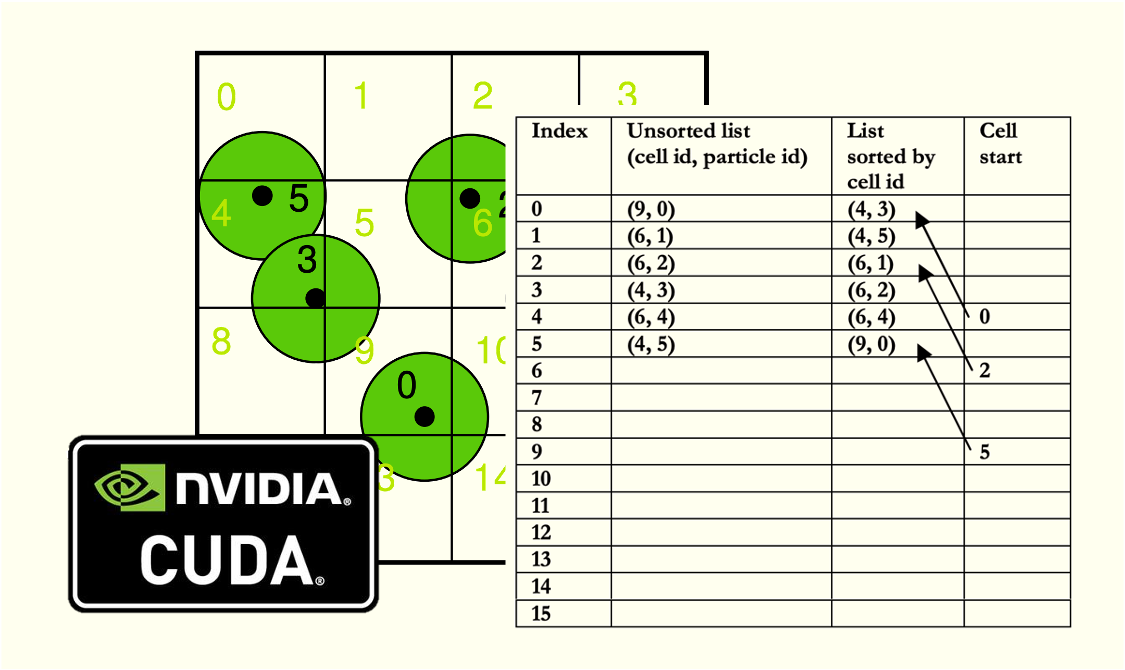 0 1 2 3
5
4 5 6
3
8 9 10
0
14
NVIDIA®
CUDA®
Index Unsorted list (cell id, particle id) List sorted by cell id Cell start
0 (9, 0) (4, 3)
1 (6, 1) (4, 5)
2 (6, 2) (6, 1)
3 (4, 3) (6, 2)
4 (6, 4) (6, 4) 0
5 (4, 5) (9, 0)
6 2
7
8
9 5
10
11
12
13
14
15